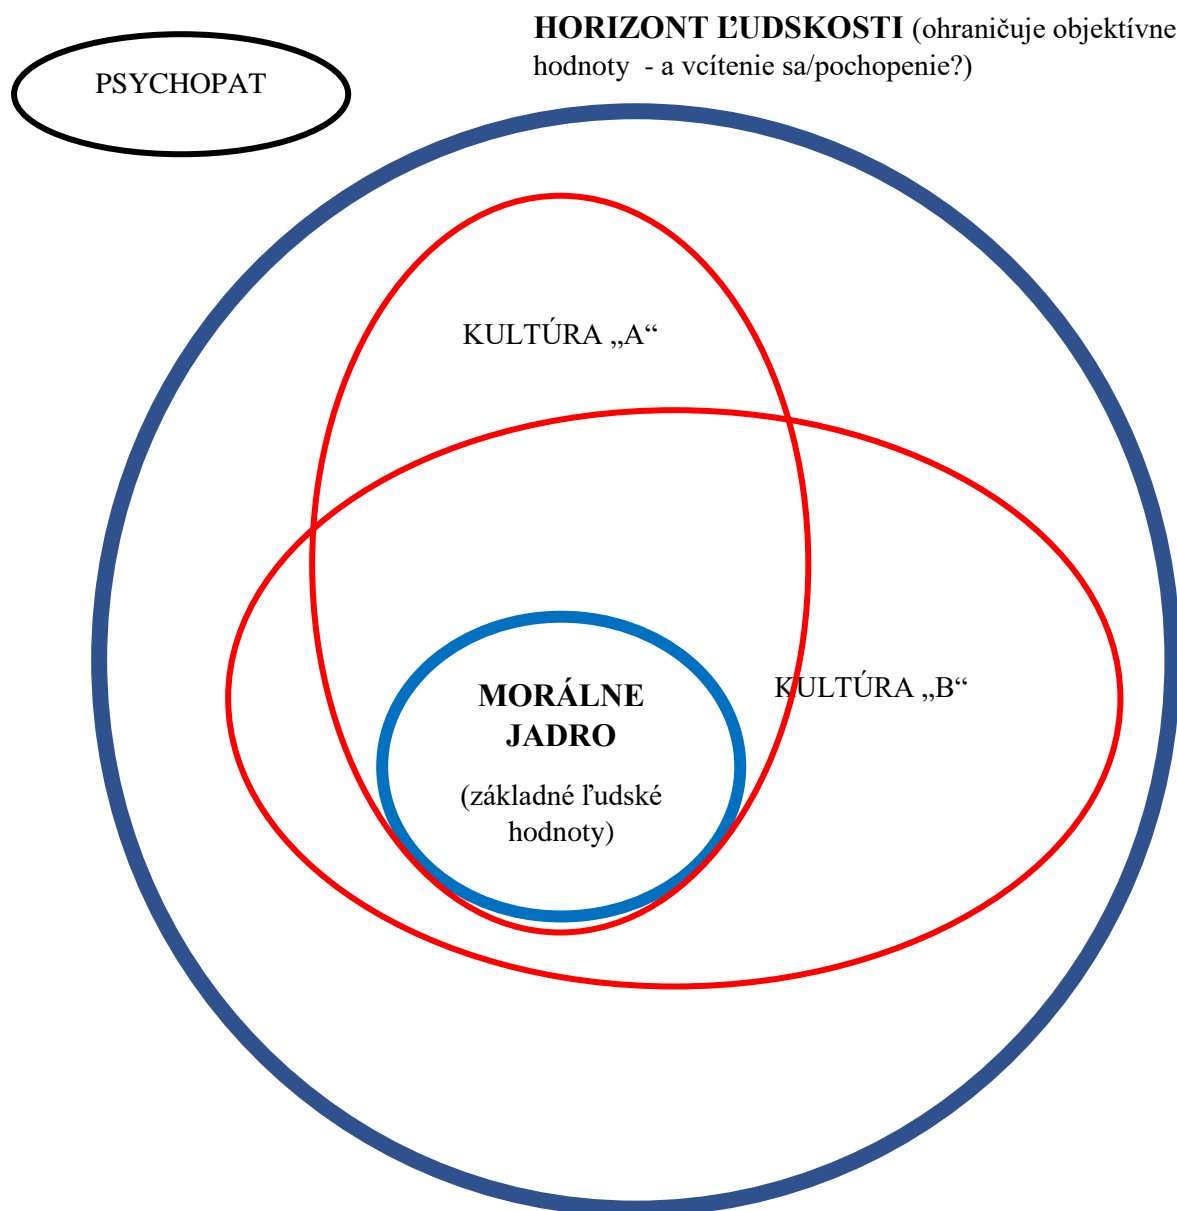 HORIZONT ĽUDSKOSTI (ohraničuje objektívne
hodnoty - a vcítenie sa/pochopenie?)
PSYCHOPAT
KULTÚRA „A“
KULTÚRA „B“
MORÁLNE
JADRO
(základné ľudské
hodnoty)